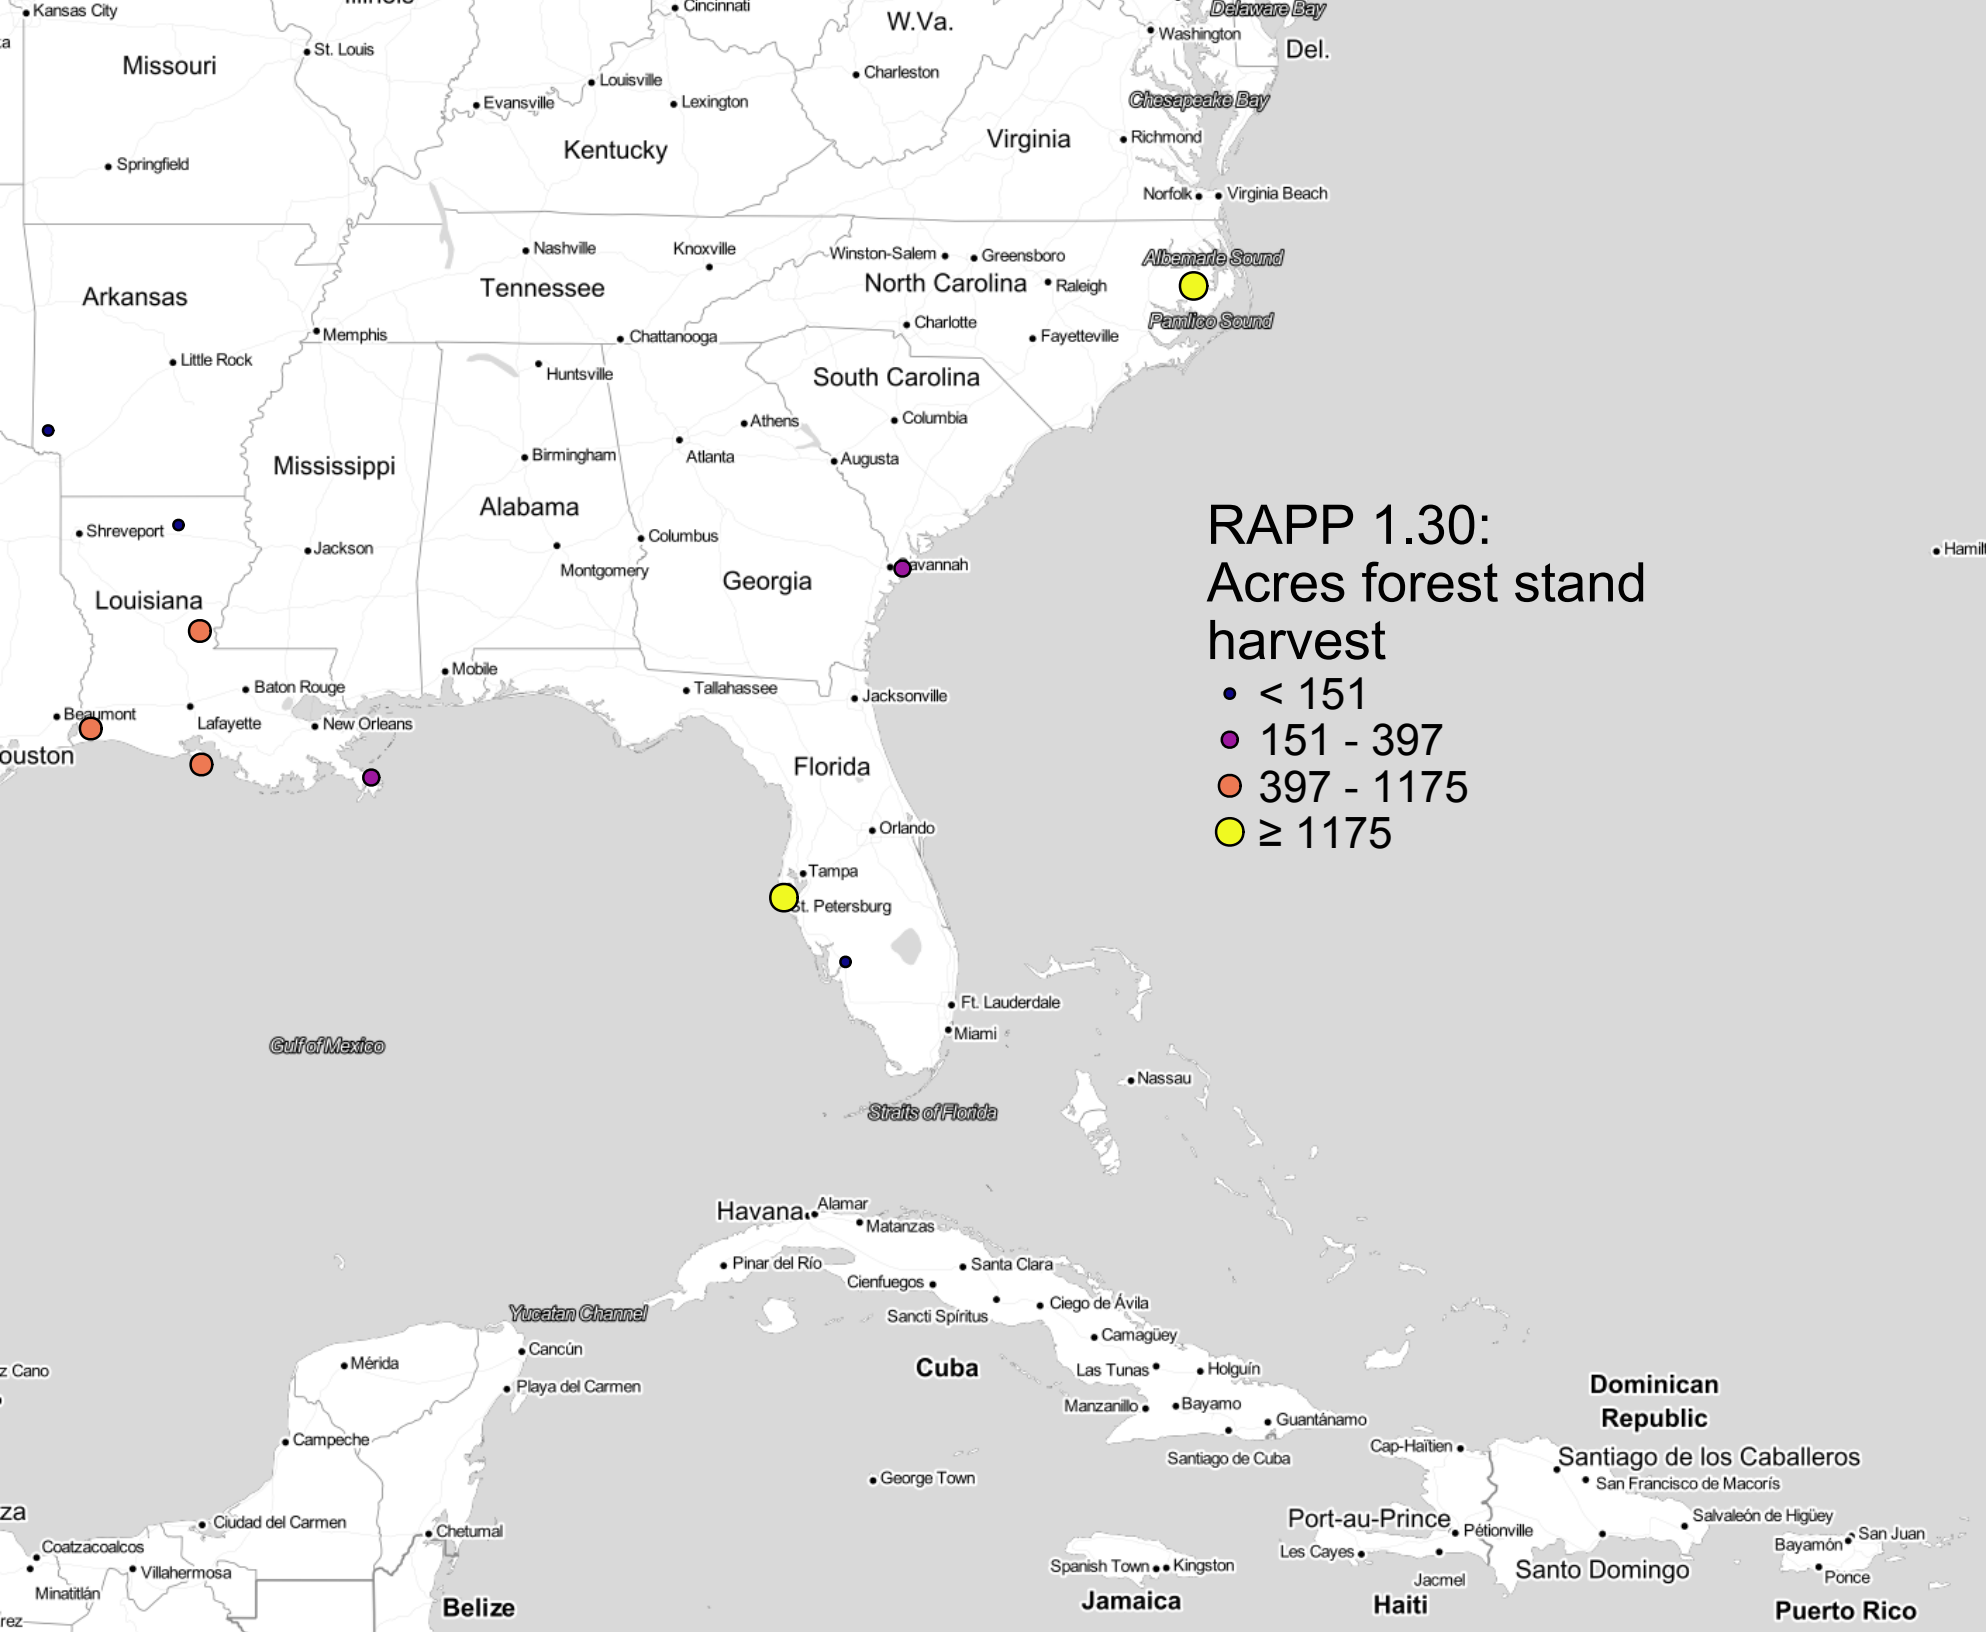 Kansas City
Cincinnati
W.Va.
Delaware Bay
Washington
Del.
St. Louis
Missouri
Louisville
Charleston
Evansville
Lexington
Chesapeake Bay
Kentucky
Virginia
Richmond
Springfield
Norfolk
Virginia Beach
Nashville
Knoxville
Winston-Salem
Greensboro
Albemarle Sound
Arkansas
Tennessee
North Carolina
Raleigh
Memphis
Chattanooga
Charlotte
Fayetteville
Pamlico Sound
Little Rock
Huntsville
South Carolina
Athens
Columbia
Birmingham
Atlanta
Augusta
Mississippi
Alabama
Shreveport
Jackson
Columbus
Montgomery
Georgia
avannah
Hamilt
RAPP 1.30:
Acres forest stand
harvest
< 151
151 - 397
397 - 1175
≥ 1175
Louisiana
Mobile
Baton Rouge
Tallahassee
Jacksonville
Beaumont
Lafayette
New Orleans
ouston
Florida
Orlando
Tampa
St. Petersburg
Ft. Lauderdale
Miami
Gulf of Mexico
Nassau
Straits of Florida
Havana
Alamar
Matanzas
Pinar del Río
Santa Clara
Cienfuegos
Sancti Spíritus
Ciego de Ávila
Yucatan Channel
Camagüey
Cancún
Mérida
z Cano
Playa del Carmen
Cuba
Las Tunas
Holguín
Manzanillo
Bayamo
Guantánamo
Dominican
Republic
Campeche
Cap-Haïtien
Santiago de Cuba
Santiago de los Caballeros
George Town
San Francisco de Macorís
za
Ciudad del Carmen
Chetumal
Port-au-Prince
Pétionville
Salvaleón de Higüey
San Juan
Coatzacoalcos
Villahermosa
Les Cayes
Bayamón
Spanish Town
Kingston
Santo Domingo
Jacmel
Ponce
Minatitlán
Belize
Jamaica
Haiti
Puerto Rico
rez